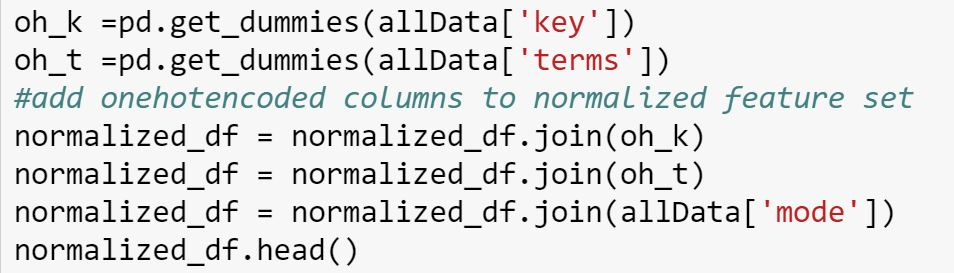 oh_k =pd.get_dummies(allData['key'])
oh_t =pd.get_dummies(allData['terms'])
#add onehotencoded columns to normalized feature set
normalized_df = normalized_df.join(oh_k)
normalized_df = normalized_df.join(oh_t)
normalized_df = normalized_df.join(allData['mode'])
normalized_df.head()